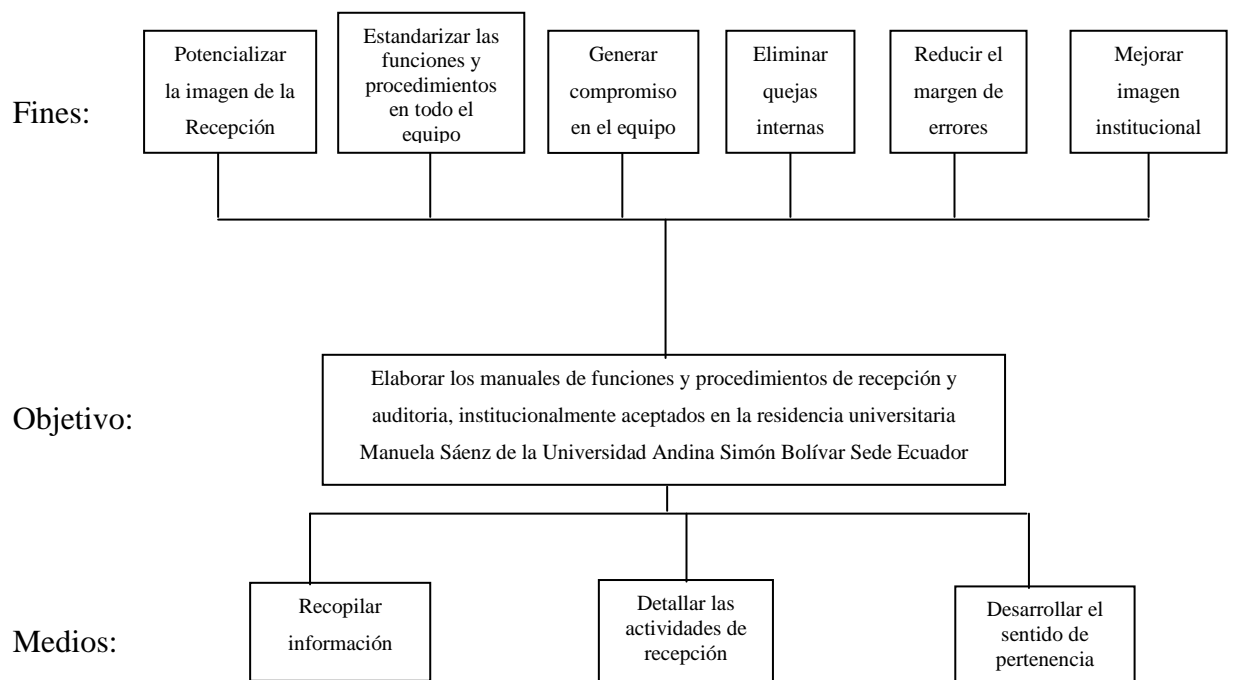 Fines:
Potencializar
la imagen de la
Recepción
Estandarizar las
funciones y
procedimientos
en todo el
equipo
Generar
compromiso
en el equipo
Eliminar
quejas
internas
Reducir el
margen de
errores
Mejorar
imagen
institucional
Objetivo:
Elaborar los manuales de funciones y procedimientos de recepción y
auditoria, institucionalmente aceptados en la residencia universitaria
Manuela Sáenz de la Universidad Andina Simón Bolívar Sede Ecuador
Medios:
Recopilar
información
Detallar las
actividades de
recepción
Desarrollar el
sentido de
pertenencia